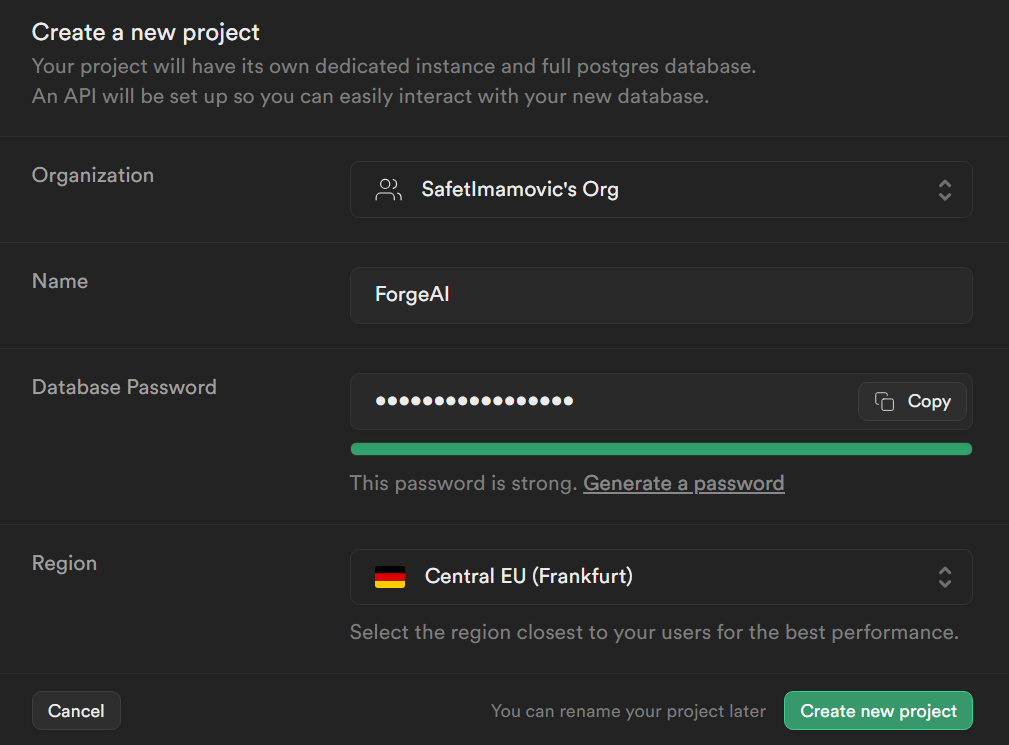 Create a new project
Your project will have its own dedicated instance and full postgres database.
An API will be set up so you can easily interact with your new database.
Organization
SafetImamovic's Org
Name
ForgeAI
Database Password
•••••••••••••••••
Copy
This password is strong. Generate a password
Region
Central EU (Frankfurt)
Select the region closest to your users for the best performance.
Cancel
You can rename your project later
Create new project